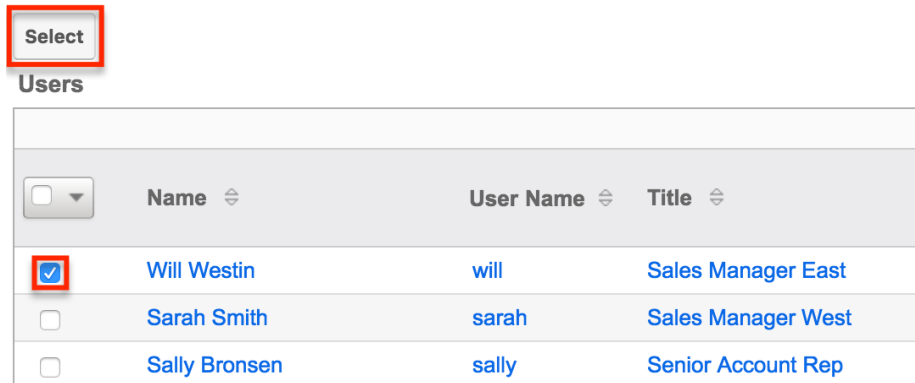 Select
Users
Name User Name Title
Will Westin will Sales Manager East
Sarah Smith sarah Sales Manager West
Sally Bronsen sally Senior Account Rep